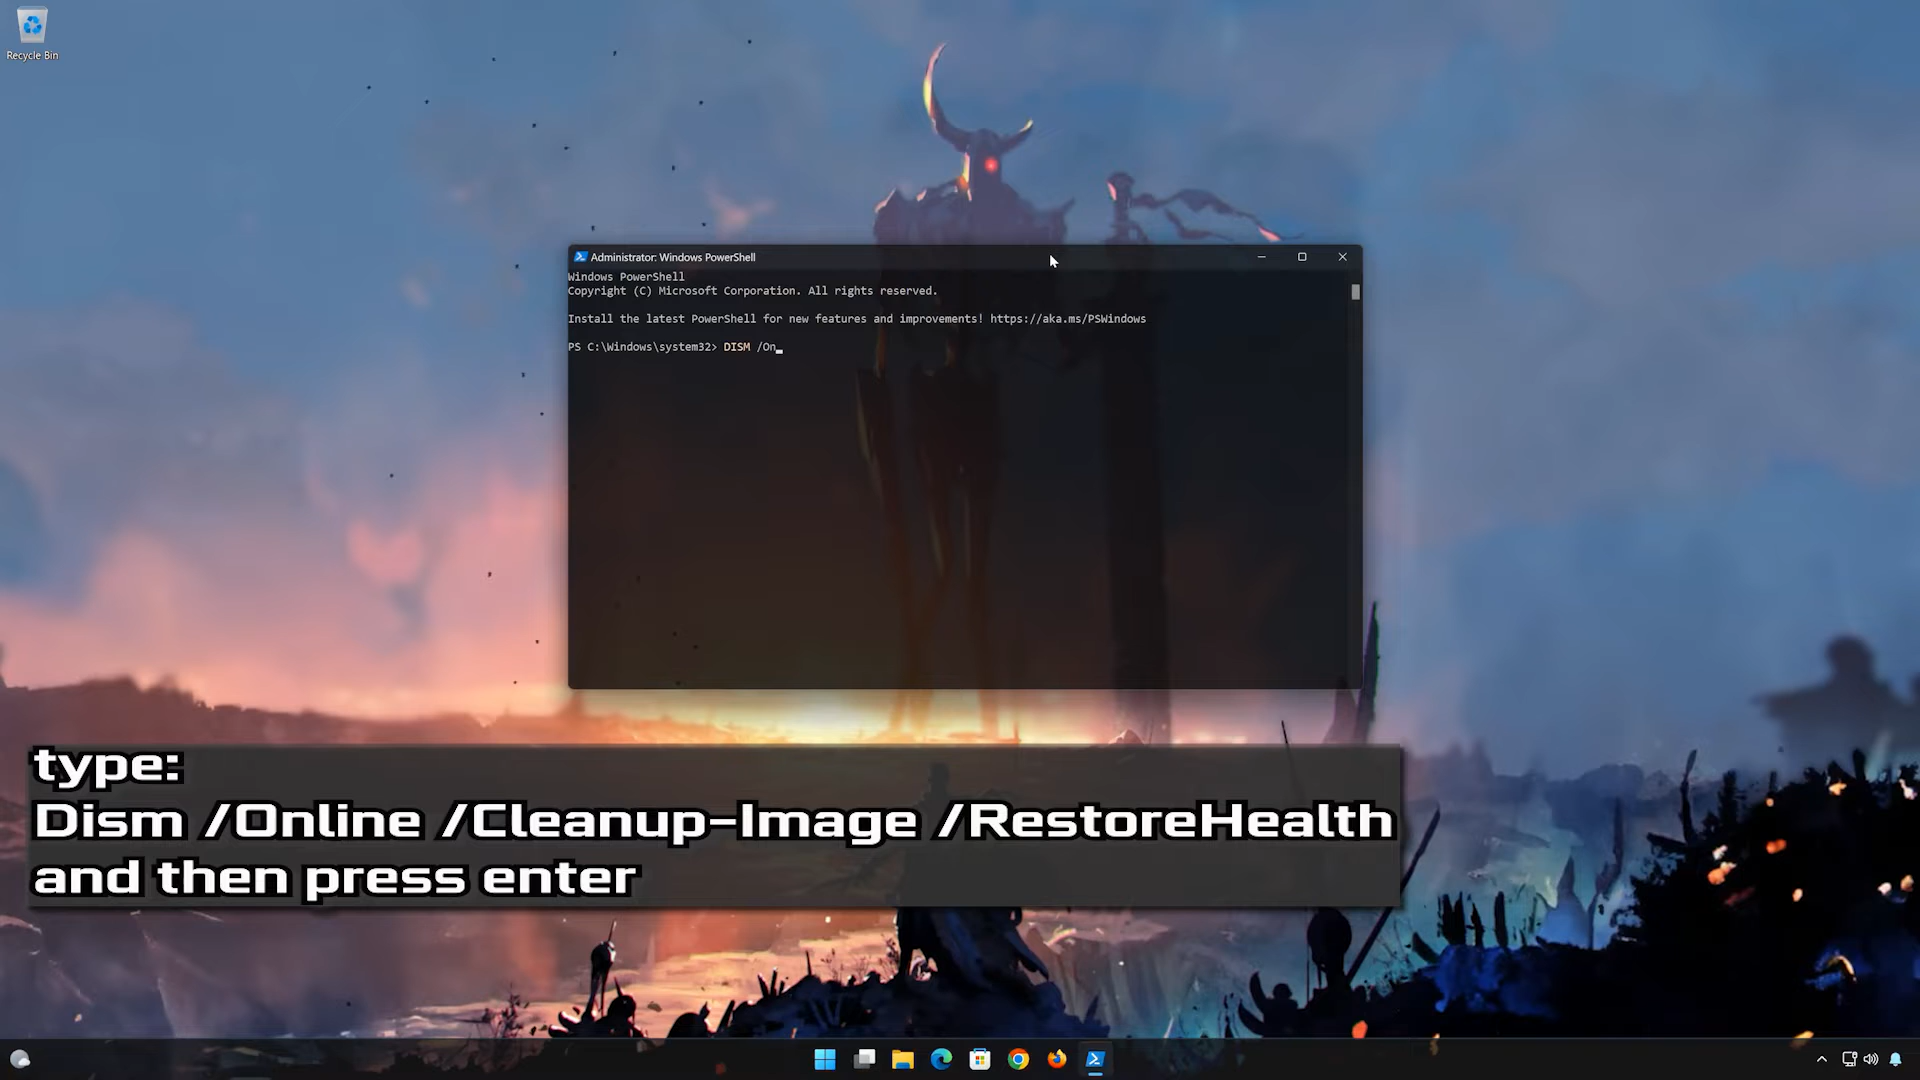 Recycle Bin
Administrator: Windows PowerShell
Windows PowerShell
Copyright (C) Microsoft Corporation. All rights reserved.
Install the latest PowerShell for new features and improvements! https://aka.ms/PSWindows
PS C:\Windows\system32> DISM /On_
type:
Dism /Online /Cleanup-Image /RestoreHealth
and then press enter